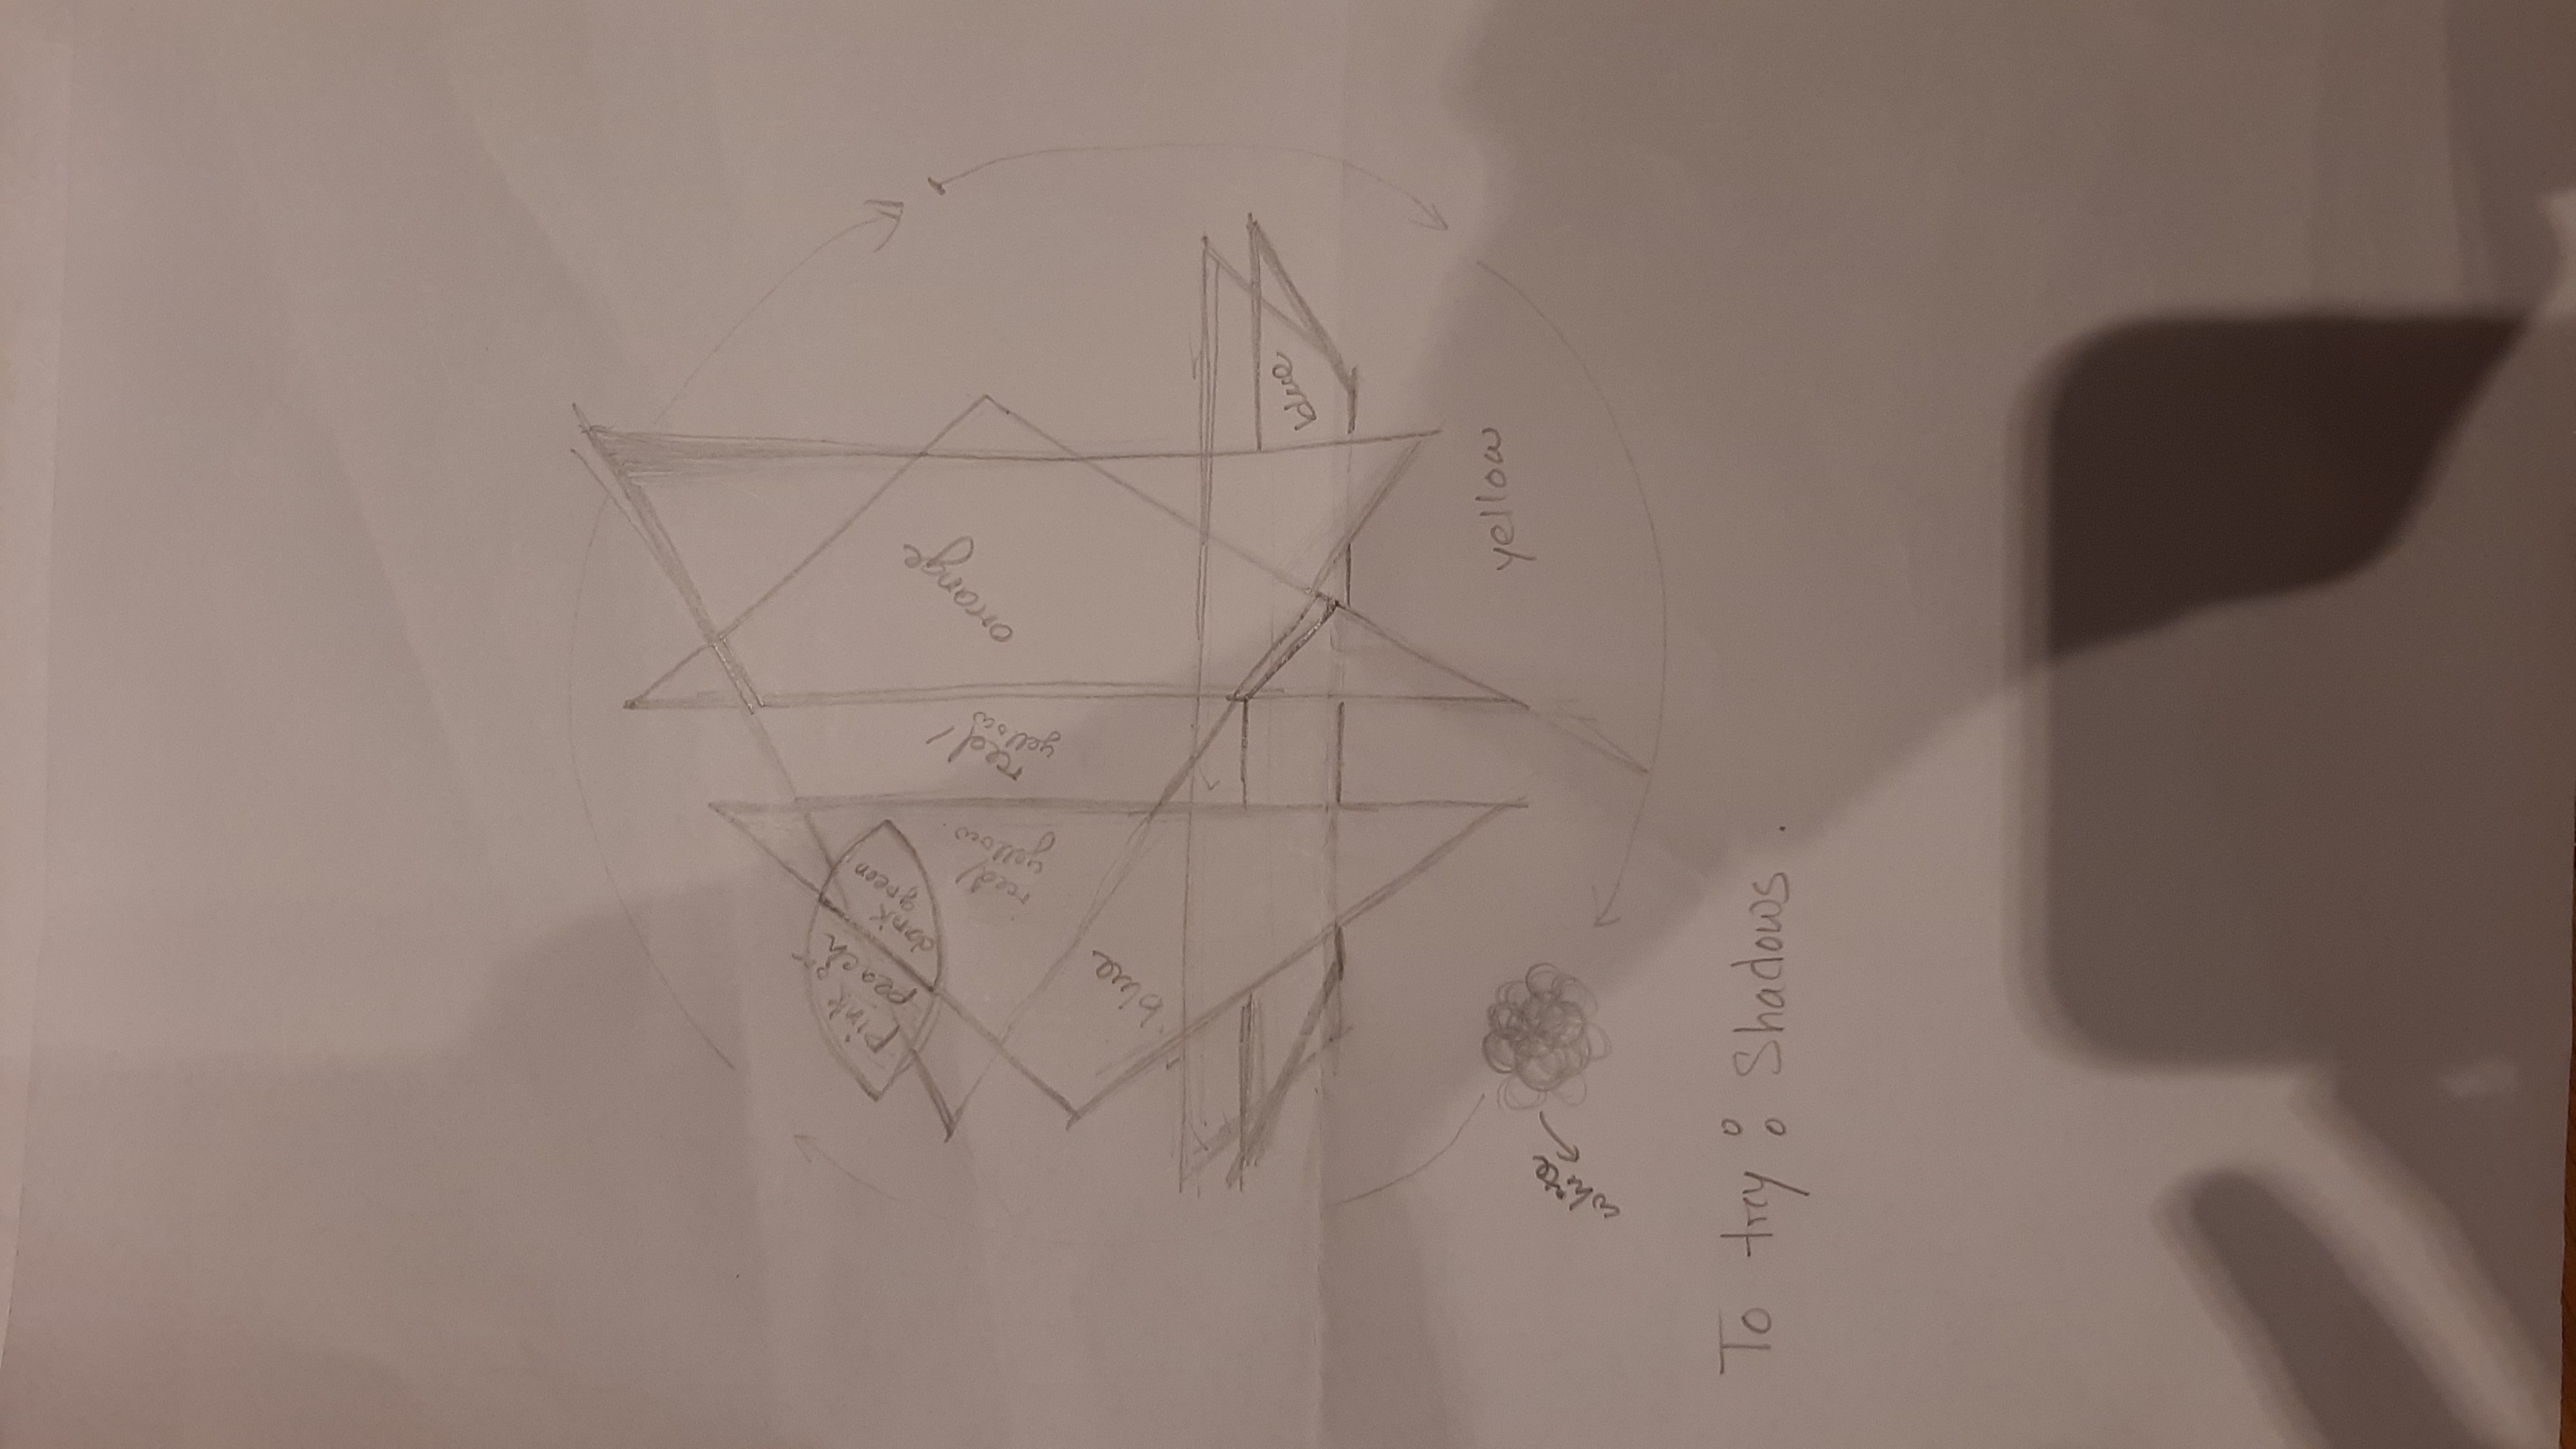 pink or
peach
dark
green
red/
yellow.
red/
yellow
orange
blue
blue
yellow
white
To try : Shadows .